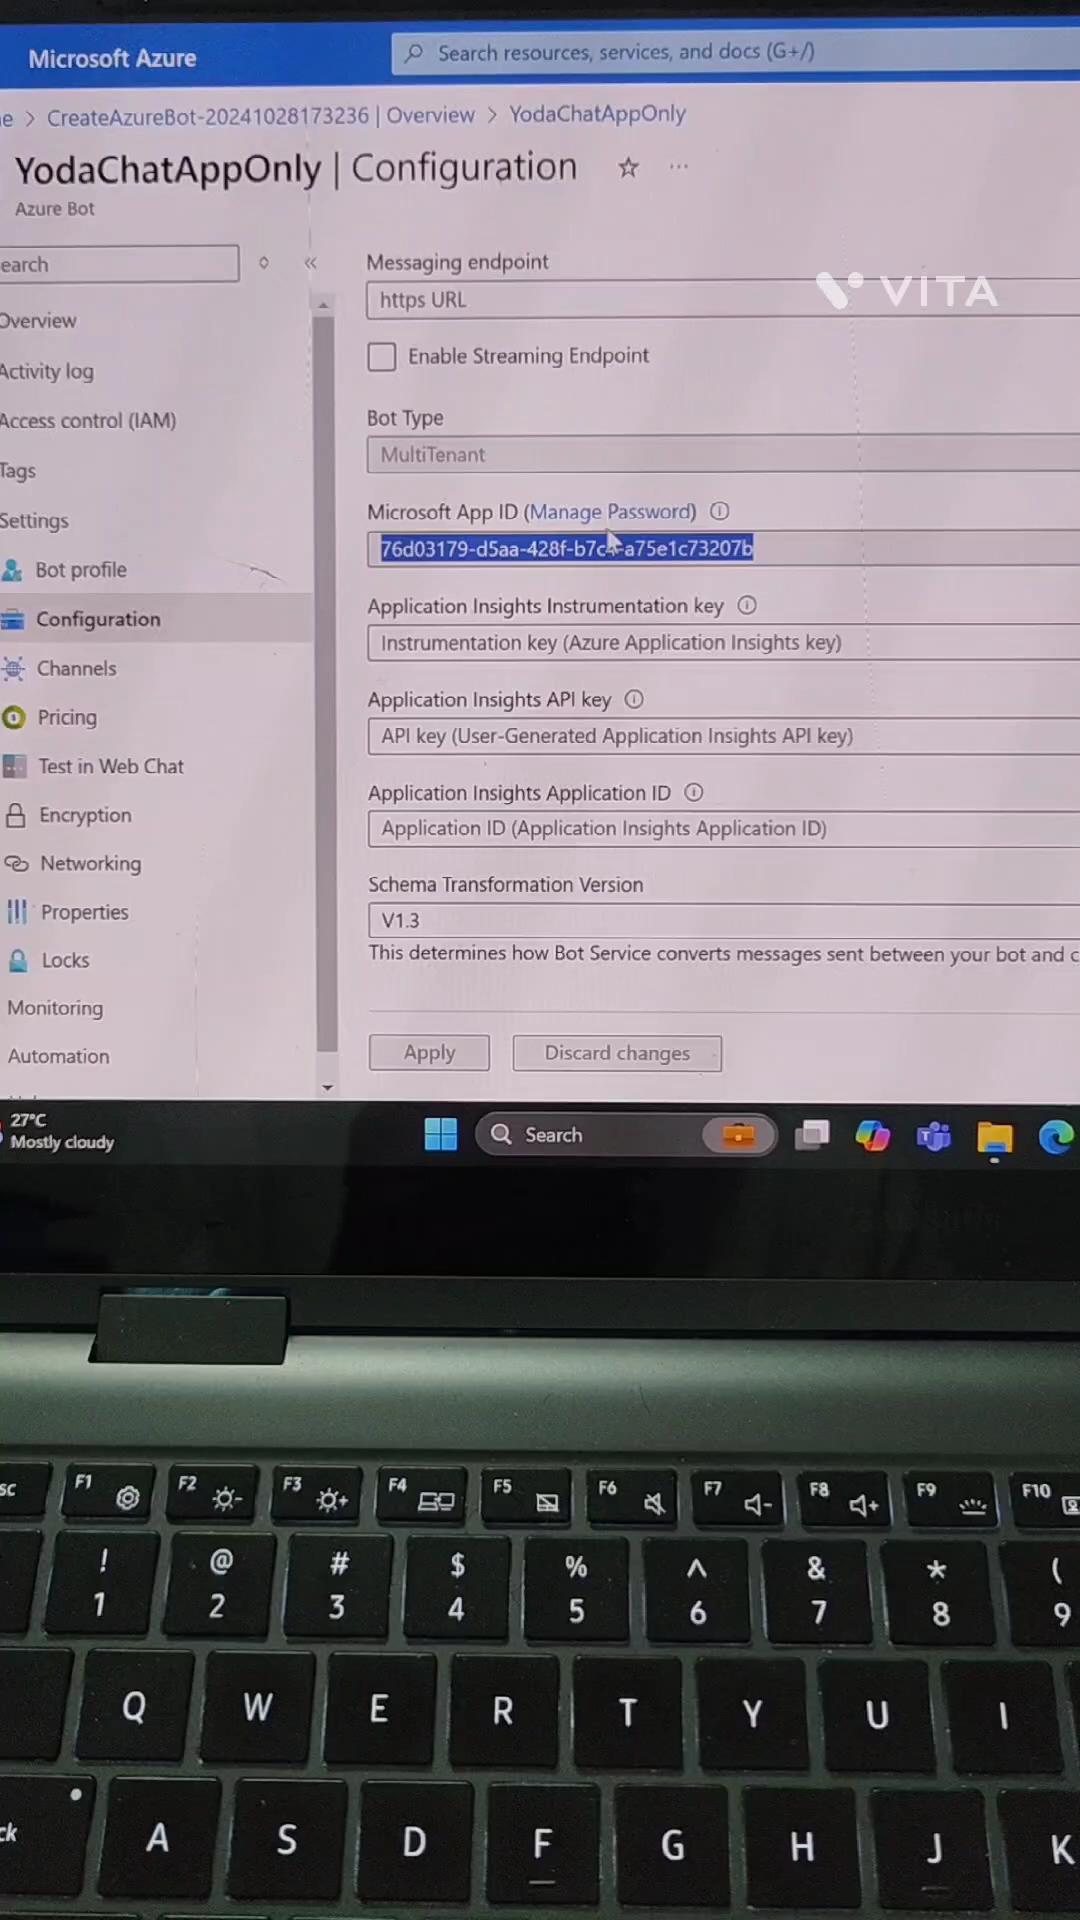 Microsoft Azure
Search resources, services, and docs (G+/)
e > CreateAzureBot-20241028173236 | Overview > YodaChatAppOnly
YodaChatAppOnly | Configuration ...
Azure Bot
earch
«
Overview
Activity log
Access control (IAM)
Tags
Settings
Bot profile
Configuration
Channels
Pricing
Test in Web Chat
Encryption
Networking
Properties
Locks
Monitoring
Automation
Messaging endpoint
https URL
VITA
Enable Streaming Endpoint
Bot Type
MultiTenant
Microsoft App ID (Manage Password)
76d03179-d5aa-428f-b7c4-a75e1c73207b
Application Insights Instrumentation key
Instrumentation key (Azure Application Insights key)
Application Insights API key
API key (User-Generated Application Insights API key)
Application Insights Application ID
Application ID (Application Insights Application ID)
Schema Transformation Version
V1.3
This determines how Bot Service converts messages sent between your bot and c
Apply
Discard changes
27°C
Mostly cloudy
Search
sc F1 F2 F3 F4 F5 F6 F7 F8 F9 F10
! @ # $ % ^ & * (
1 2 3 4 5 6 7 8 9
Q W E R T Y U I
ck A S D F G H J K